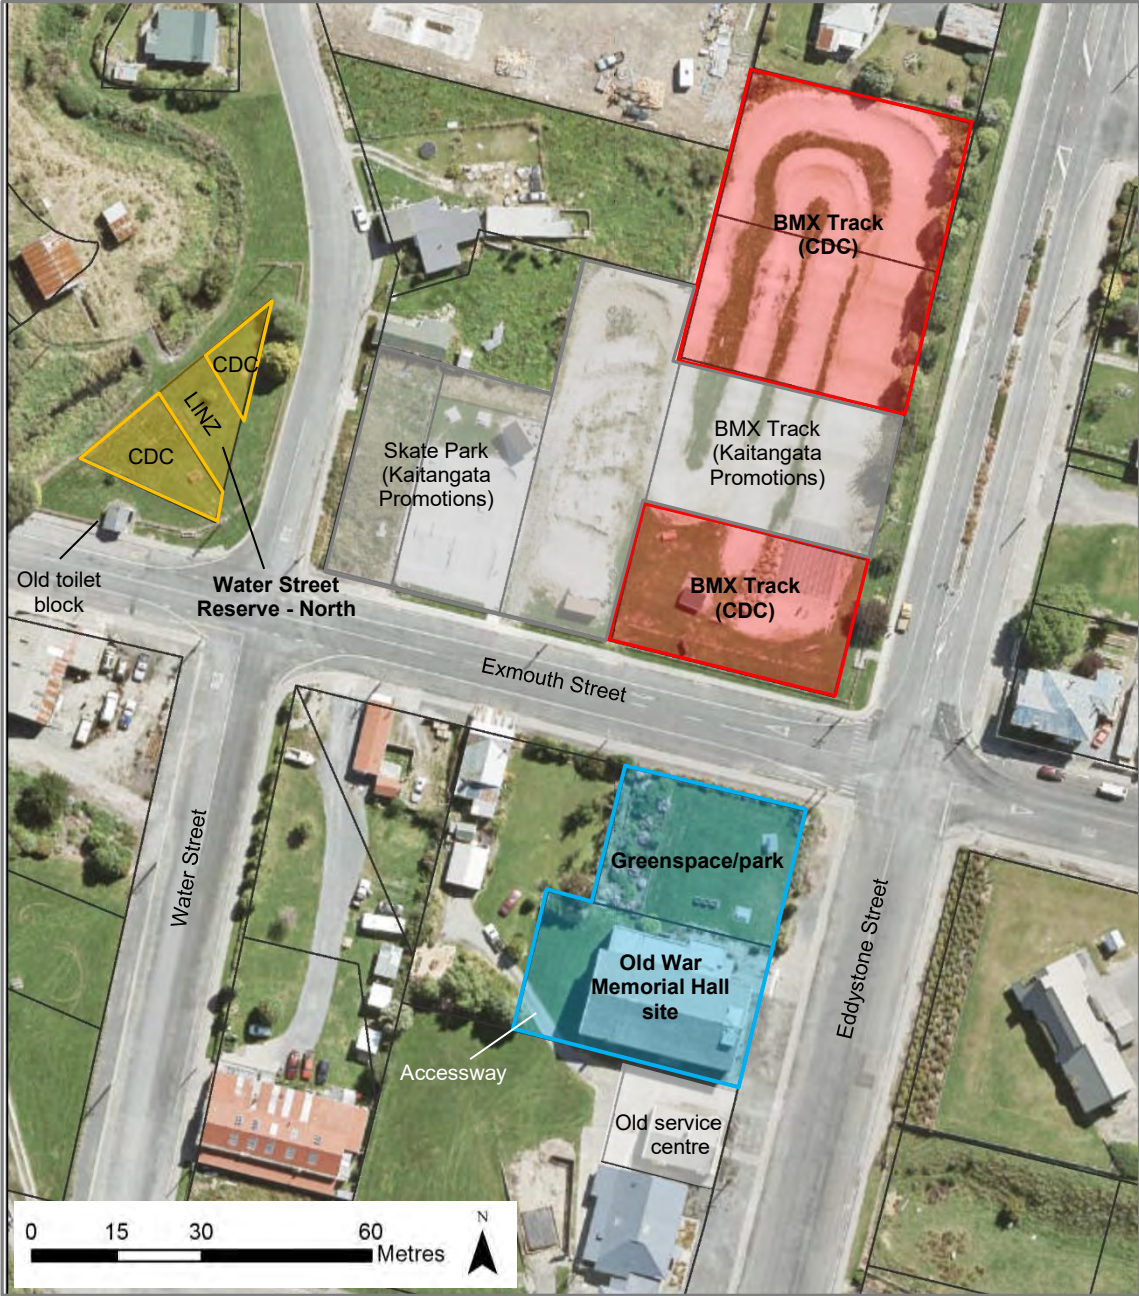 BMX Track
(CDC)
CDC
LINZ
CDC
Skate Park
(Kaitangata
Promotions)
BMX Track
(Kaitangata
Promotions)
Old toilet
block
Water Street
Reserve - North
BMX Track
(CDC)
Exmouth Street
Water Street
Greenspace/park
Eddystone Street
Old War
Memorial Hall
site
Accessway
Old service
centre
0 15 30 60
Metres
N